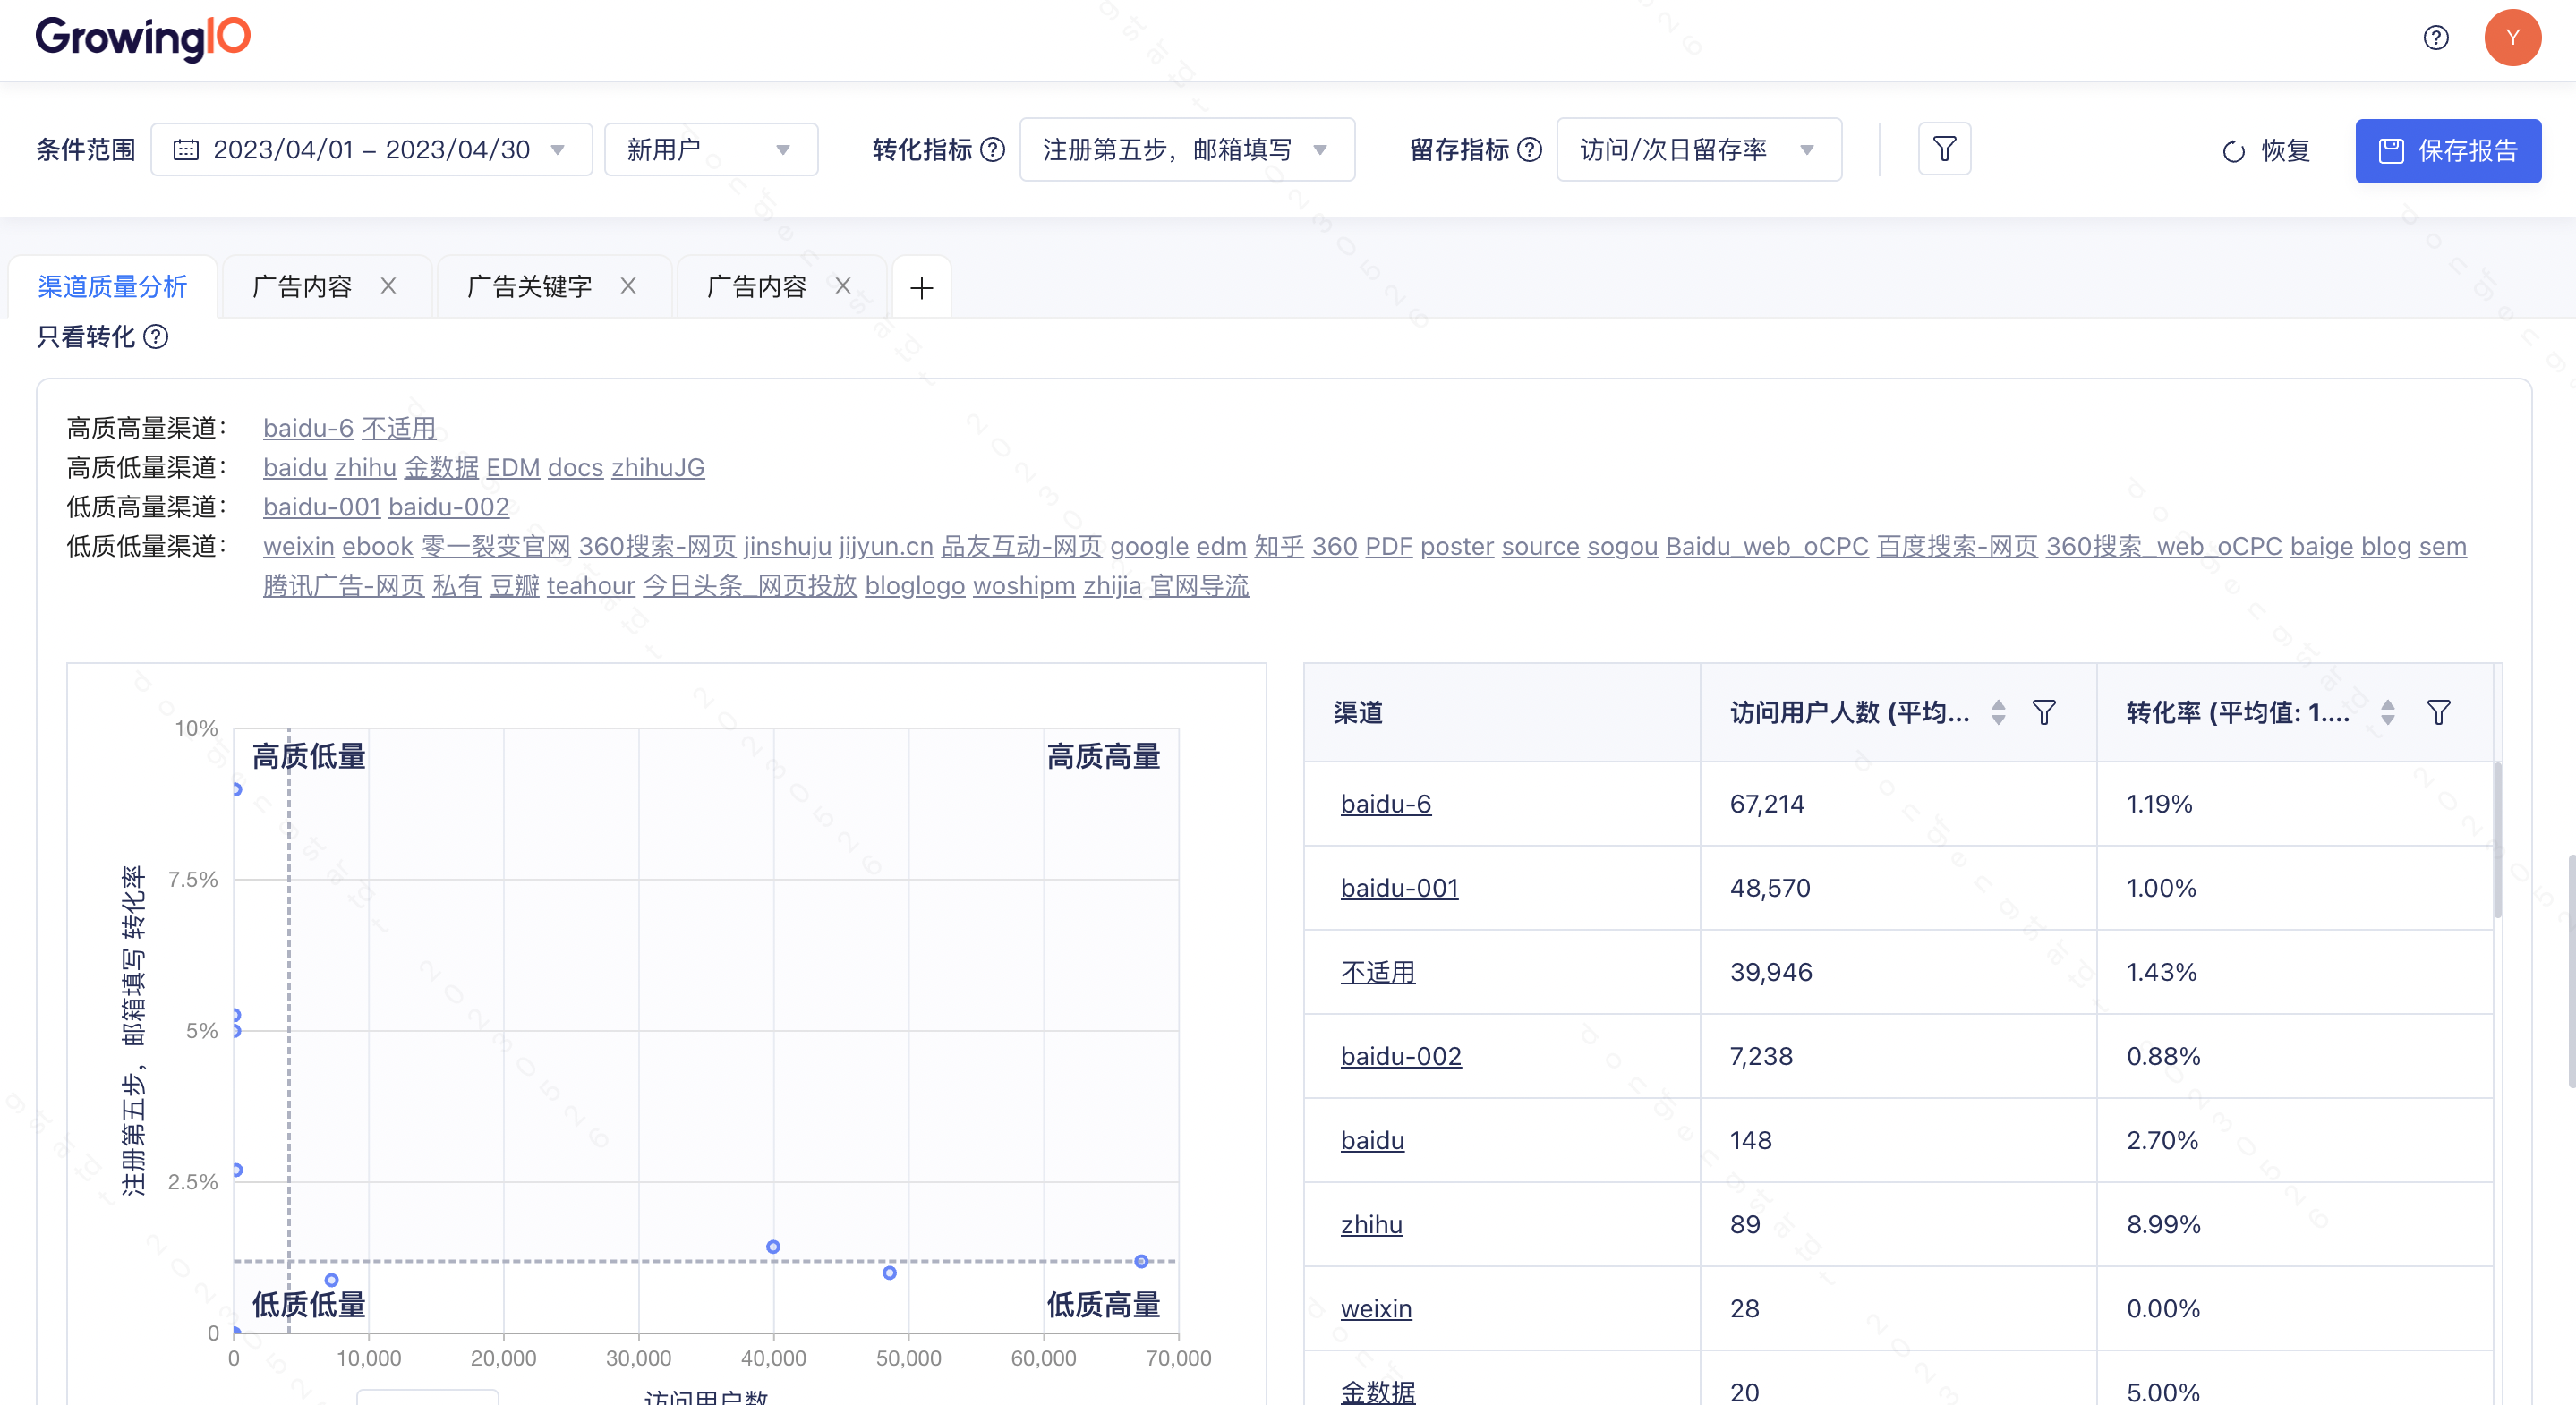 GrowingIO
Y
条件范围 2023/04/01 – 2023/04/30 新用户 转化指标 注册第五步，邮箱填写 留存指标 访问/次日留存率 恢复 保存报告
渠道质量分析 广告内容 广告关键字 广告内容
只看转化
高质高量渠道： baidu-6 不适用
高质低量渠道： baidu zhihu 金数据 EDM docs zhihuJG
低质高量渠道： baidu-001 baidu-002
低质低量渠道： weixin ebook 零一裂变官网 360搜索-网页 jinshuju jijyun.cn 品友互动-网页 google edm 知乎 360 PDF poster source sogou Baidu_web_oCPC 百度搜索-网页 360搜索_web_oCPC baige blog sem
腾讯广告-网页 私有 豆瓣 teahour 今日头条_网页投放 bloglogo woshipm zhijia 官网导流
注册第五步，邮箱填写 转化率
10%
7.5%
5%
2.5%
0
高质低量 高质高量
低质低量 低质高量
0 10,000 20,000 30,000 40,000 50,000 60,000 70,000
访问用户数
渠道 访问用户人数 (平均... 转化率 (平均值: 1....
baidu-6 67,214 1.19%
baidu-001 48,570 1.00%
不适用 39,946 1.43%
baidu-002 7,238 0.88%
baidu 148 2.70%
zhihu 89 8.99%
weixin 28 0.00%
金数据 20 5.00%